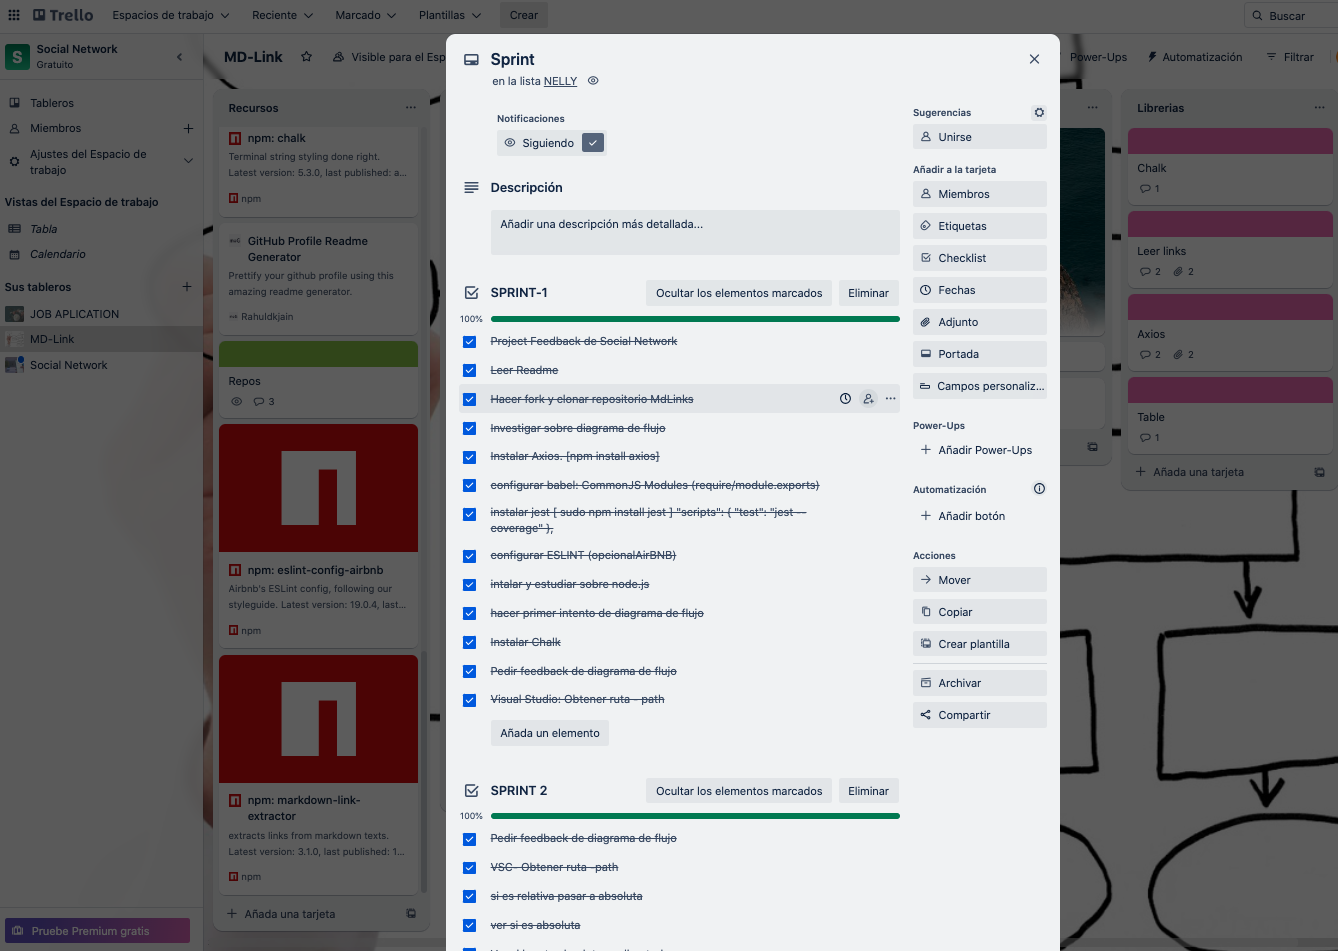 Trello
Espacios de trabajo
Reciente
Marcado
Plantillas
Crear
Buscar
S
Social Network
Gratuito
Tableros
Miembros
Ajustes del Espacio de
trabajo
Vistas del Espacio de trabajo
Tabla
Calendario
Sus tableros
JOB APLICATION
MD-Link
Social Network
Pruebe Premium gratis
MD-Link
Visible para el Esp
Power-Ups
Automatización
Filtrar
Recursos
npm: chalk
Terminal string styling done right.
Latest version: 5.3.0, last published: a...
npm
GitHub Profile Readme
Generator
Prettify your github profile using this
amazing readme generator.
Rahuldkjain
Repos
3
npm: eslint-config-airbnb
Airbnb's ESLint config, following our
styleguide. Latest version: 19.0.4, last...
npm
npm: markdown-link-
extractor
extracts links from markdown texts.
Latest version: 3.1.0, published: 1...
npm
Añada una tarjeta
Sprint
en la lista NELLY
Notificaciones
Siguiendo
Descripción
Añadir una descripción más detallada...
SPRINT-1
Ocultar los elementos marcados
Eliminar
100%
Project Feedback de Social Network
Leer Readme
Hacer fork y clonar repositorio MdLinks
Investigar sobre diagrama de flujo
Instalar Axios. [npm install axios]
configurar babel: CommonJS Modules (require/module.exports)
instalar jest [ sudo npm install jest ] "scripts": { "test": "jest --
coverage" },
configurar ESLINT (opcionalAirBNB)
intalar y estudiar sobre node.js
hacer primer intento de diagrama de flujo
Instalar Chalk
Pedir feedback de diagrama de flujo
Visual Studio: Obtener ruta - path
Añada un elemento
SPRINT 2
Ocultar los elementos marcados
Eliminar
100%
Pedir feedback de diagrama de flujo
VSC- Obtener ruta -path
si es relativa pasar a absoluta
ver si es absoluta
Sugerencias
Unirse
Añadir a la tarjeta
Miembros
Etiquetas
Checklist
Fechas
Adjunto
Portada
Campos personaliz...
Power-Ups
Añadir Power-Ups
Automatización
Añadir botón
Acciones
Mover
Copiar
Crear plantilla
Archivar
Compartir
Librerias
Chalk
1
Leer links
2 2
Axios
2 2
Table
1
Añada una tarjeta